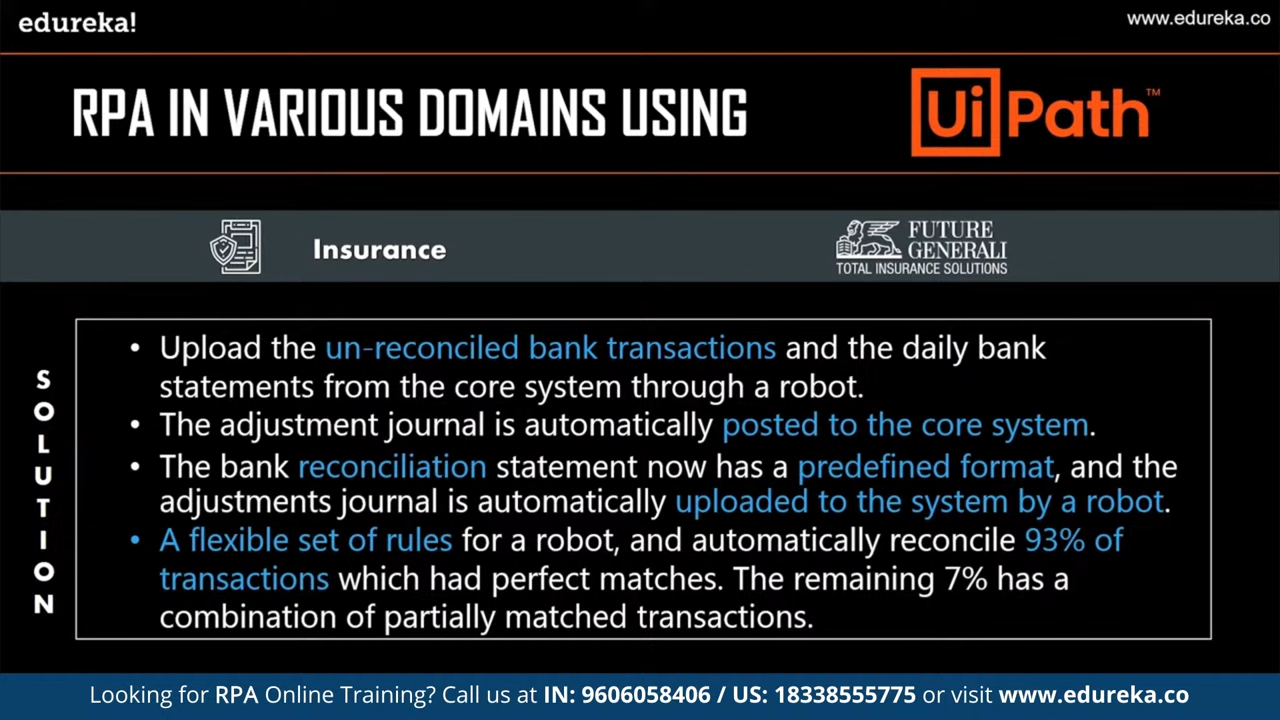 edureka!
www.edureka.co
RPA IN VARIOUS DOMAINS USING
UiPath™
Insurance
FUTURE
GENERALI
TOTAL INSURANCE SOLUTIONS
SOLUTION
• Upload the un-reconciled bank transactions and the daily bank
statements from the core system through a robot.
• The adjustment journal is automatically posted to the core system.
• The bank reconciliation statement now has a predefined format, and the
adjustments journal is automatically uploaded to the system by a robot.
• A flexible set of rules for a robot, and automatically reconcile 93% of
transactions which had perfect matches. The remaining 7% has a
combination of partially matched transactions.
Looking for RPA Online Training? Call us at IN: 9606058406 / US: 18338555775 or visit www.edureka.co